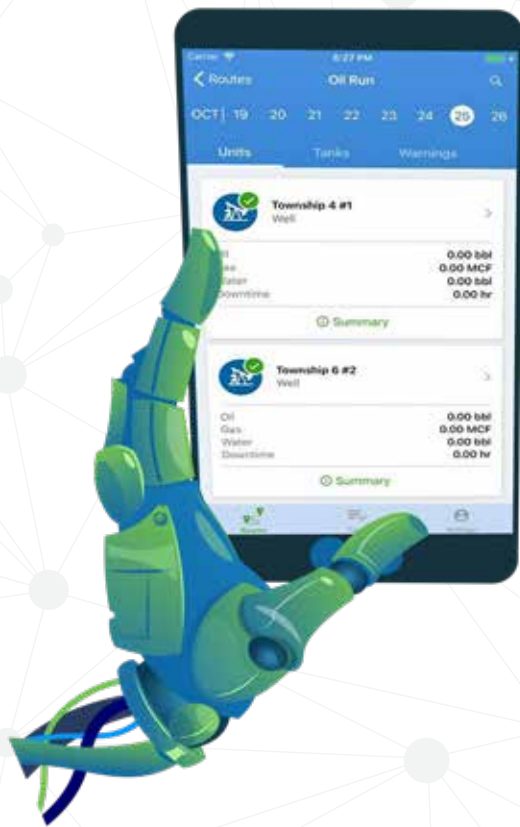 Carrier 6:27 PM
Routes Oil Run
OCT 19 20 21 22 23 24 25 26
Units Tanks Warnings
Township 4 #1
Well
0.00 bbl
0.00 MCF
0.00 bbl
Downtime 0.00 hr
Summary
Township 6 #2
Well
Oil 0.00 bbl
Gas 0.00 MCF
Water 0.00 bbl
Downtime 0.00 hr
Summary
Routes